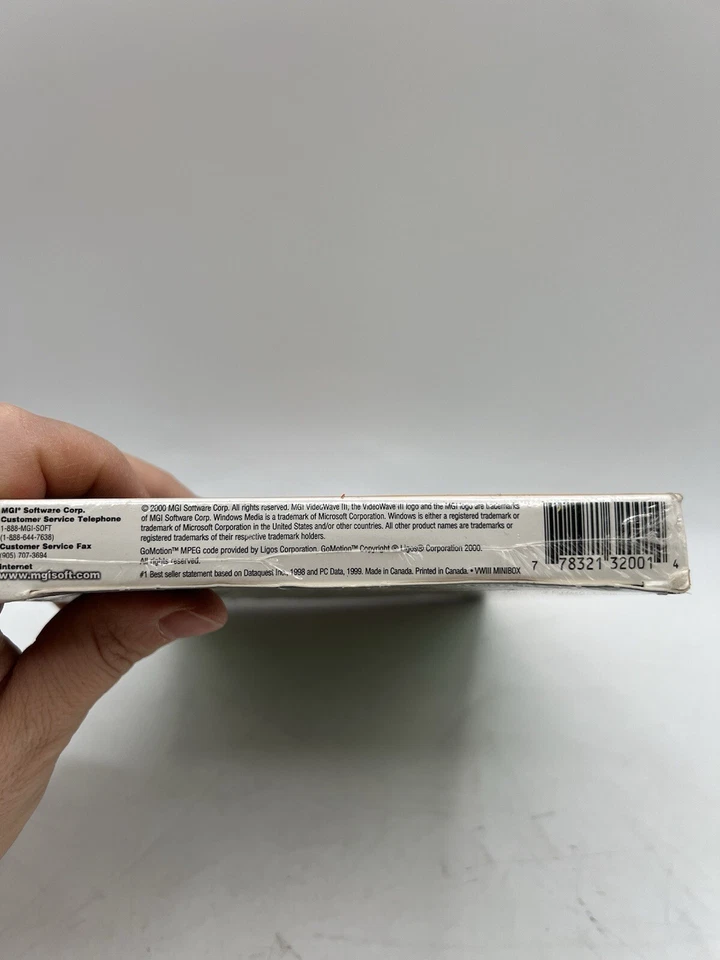 MGI® Software Corp.
Customer Service Telephone
1-888-MGI-SOFT
(1-888-644-7638)
Customer Service Fax
(905) 707-3694
Internet
www.mgisoft.com
© 2000 MGI Software Corp. All rights reserved. MGI VideoWave III, the VideoWave III logo and the MGI logo are trademarks
of MGI Software Corp. Windows Media is a trademark of Microsoft Corporation. Windows is either a registered trademark or
trademark of Microsoft Corporation in the United States and/or other countries. All other product names are trademarks or
registered trademarks of their respective trademark holders.
GoMotion™ MPEG code provided by Ligos Corporation. GoMotion™ Copyright © Ligos® Corporation 2000.
All rights reserved.
#1 Best seller statement based on Dataquest Inc., 1998 and PC Data, 1999. Made in Canada. Printed in Canada. • VWIII MINIBOX
7 78321 32001 4